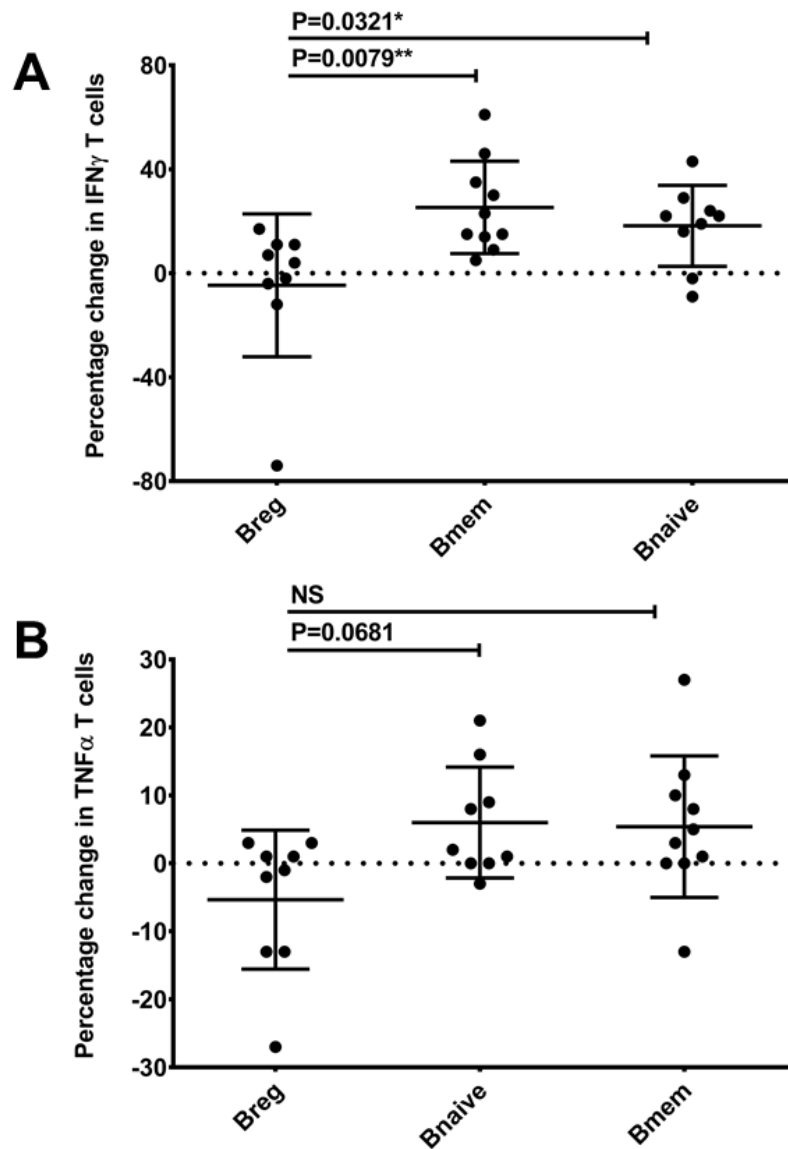 A
P=0.0321*
P=0.0079**
Percentage change in IFNγ T cells
80
40
0
-40
-80
Breg
Bmem
Bnaive
B
NS
P=0.0681
Percentage change in TNFα T cells
30
20
10
0
-10
-20
-30
Breg
Bnaive
Bmem